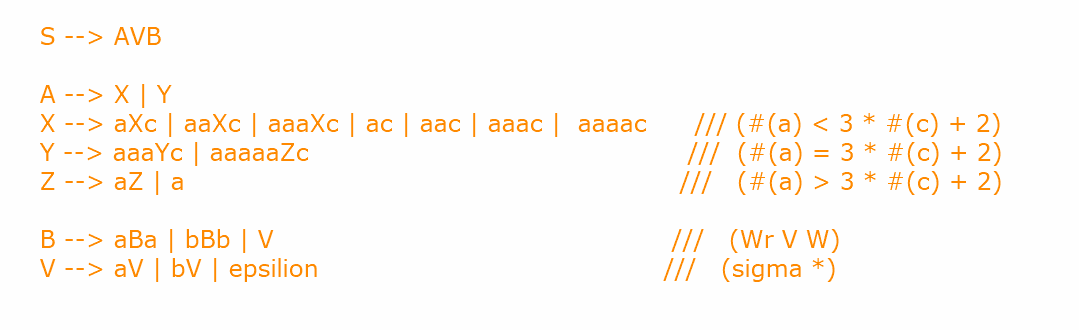 S --> AVB
A --> X | Y
X --> aXc | aaXc | aaaXc | ac | aac | aaac | aaaac /// (#(a) < 3 * #(c) + 2)
Y --> aaaYc | aaaaaZc /// (#(a) = 3 * #(c) + 2)
Z --> aZ | a /// (#(a) > 3 * #(c) + 2)
B --> aBa | bBb | V /// (Wr V W)
V --> aV | bV | epsilion /// (sigma *)